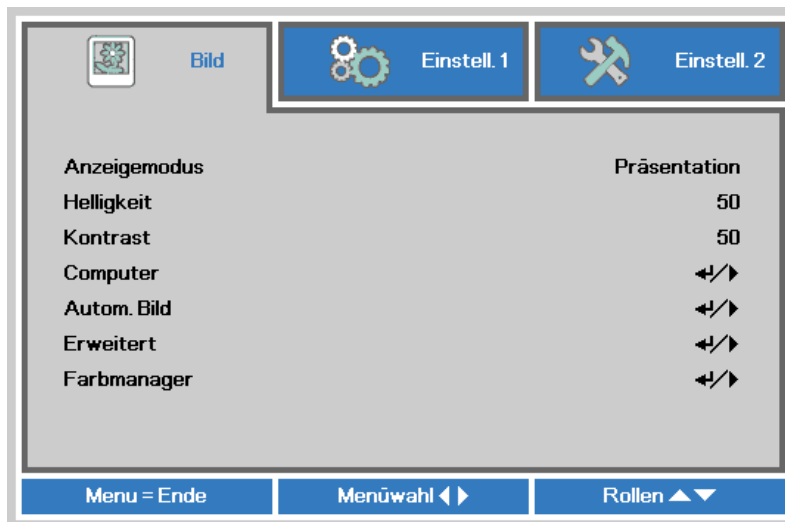 Bild Einstell. 1 Einstell. 2
Anzeigemodus Präsentation
Helligkeit 50
Kontrast 50
Computer
Autom. Bild
Erweitert
Farbmanager
Menu = Ende Menüwahl Rollen